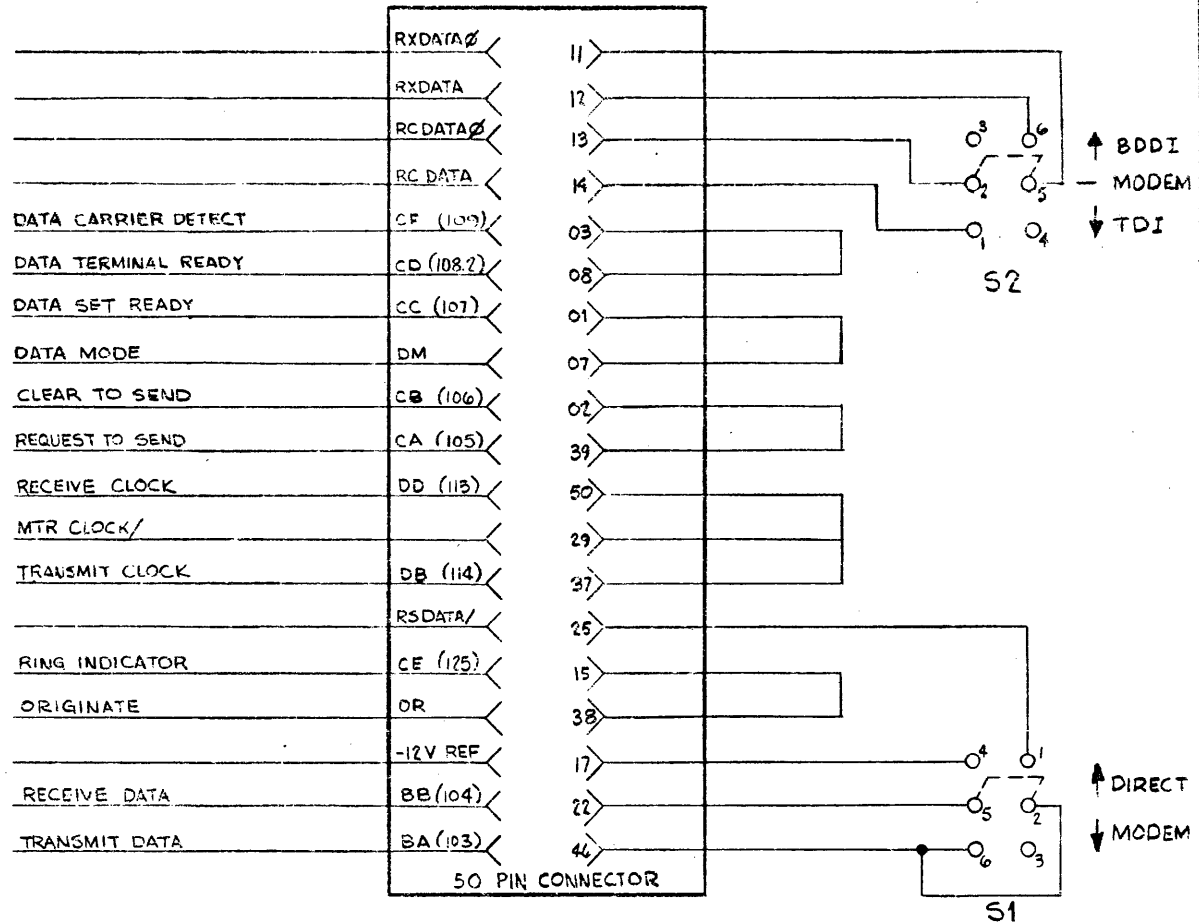 RXDATAØ 11
RXDATA 12
RCDATAØ 13
RC DATA 14
DATA CARRIER DETECT CF (109) 03
DATA TERMINAL READY CD (108.2) 08
DATA SET READY CC (107) 01
DATA MODE DM 07
CLEAR TO SEND CB (106) 02
REQUEST TO SEND CA (105) 39
RECEIVE CLOCK DD (115) 50
MTR CLOCK/ 29
TRANSMIT CLOCK DB (114) 37
RSDATA/ 25
RING INDICATOR CE (125) 15
ORIGINATE OR 38
-12V REF 17
RECEIVE DATA BB (104) 22
TRANSMIT DATA BA (103) 44
50 PIN CONNECTOR
3 6
BDDI
2 5
MODEM
1 4
TDI
S2
4 1
DIRECT
5 2
MODEM
6 3
S1